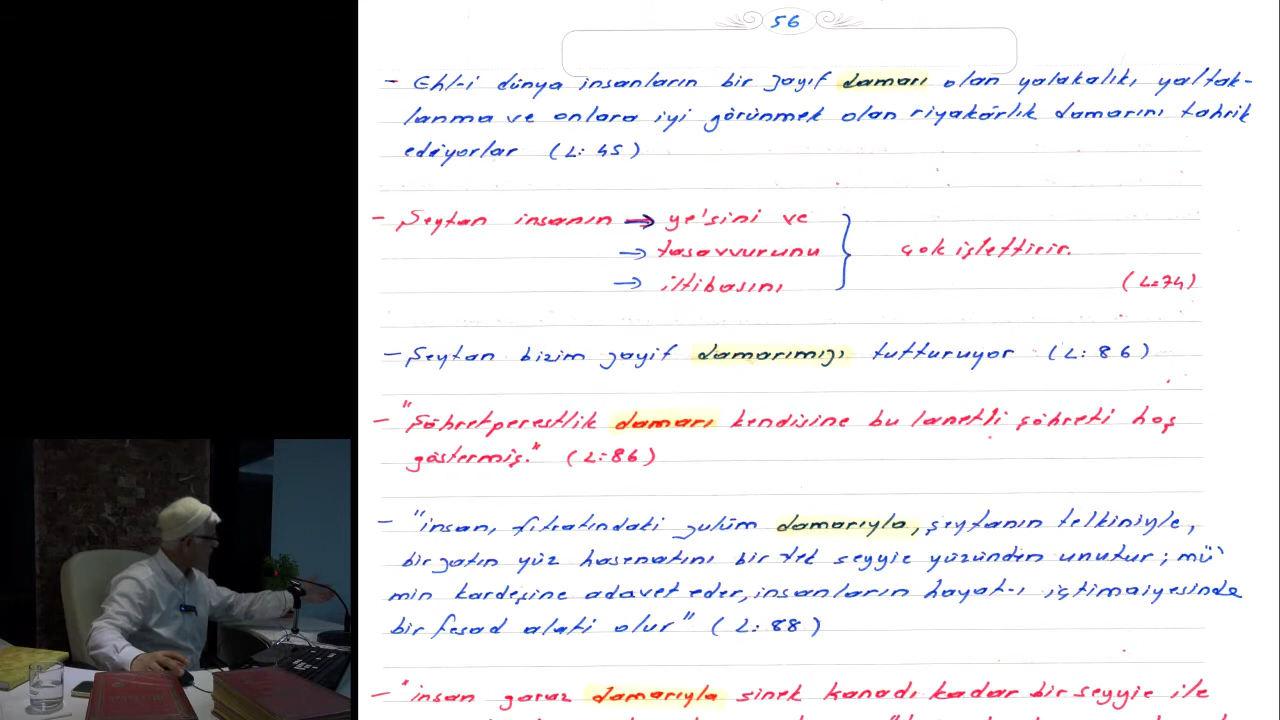 56
- Ehl-i dünya insanların bir zayıf damarı olan yalakalık, yaltak-
lanma ve onlara iyi görünmek olan riyakârlık damarını tahrik
ediyorlar (L: 45)
- Şeytan insanın → ye'sini ve
→ tasavvurunu } çok işlettirir.
→ iltibasını
(L:74)
- Şeytan bizim zayif damarımızı tutturuyor (L: 86)
- "Şöhretperestlik damarı kendisine bu lanetli şöhreti hoş
göstermiş." (L:86)
- "insan, fıtratındaki zulüm damarıyla, şeytanın telkiniyle,
bir zatın yüz hasenatını bir tek seyyie yüzünden unutur; mü'
min kardeşine adavet eder, insanların hayat-ı içtimaiyesinde
bir fesad alati olur" (L: 88)
- "insan garaz damarıyla sinek kanadı kadar bir seyyie ile